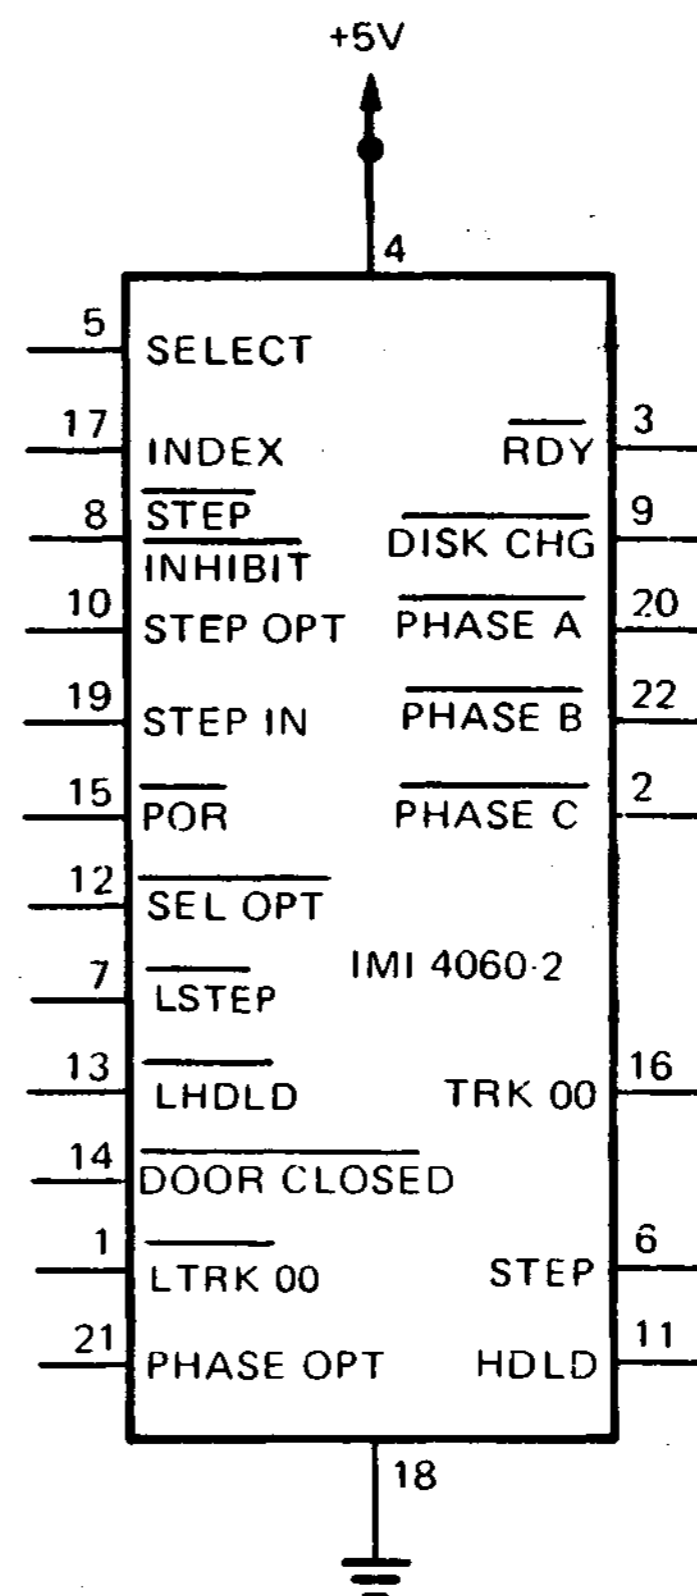 +5V
4
5 SELECT
17 INDEX RDY 3
8 STEP DISK CHG 9
INHIBIT
10 STEP OPT PHASE A 20
19 STEP IN PHASE B 22
15 POR PHASE C 2
12 SEL OPT
IMI 4060-2
7 LSTEP
13 LHDLD TRK 00 16
14 DOOR CLOSED
1 LTRK 00 STEP 6
21 PHASE OPT HDLD 11
18